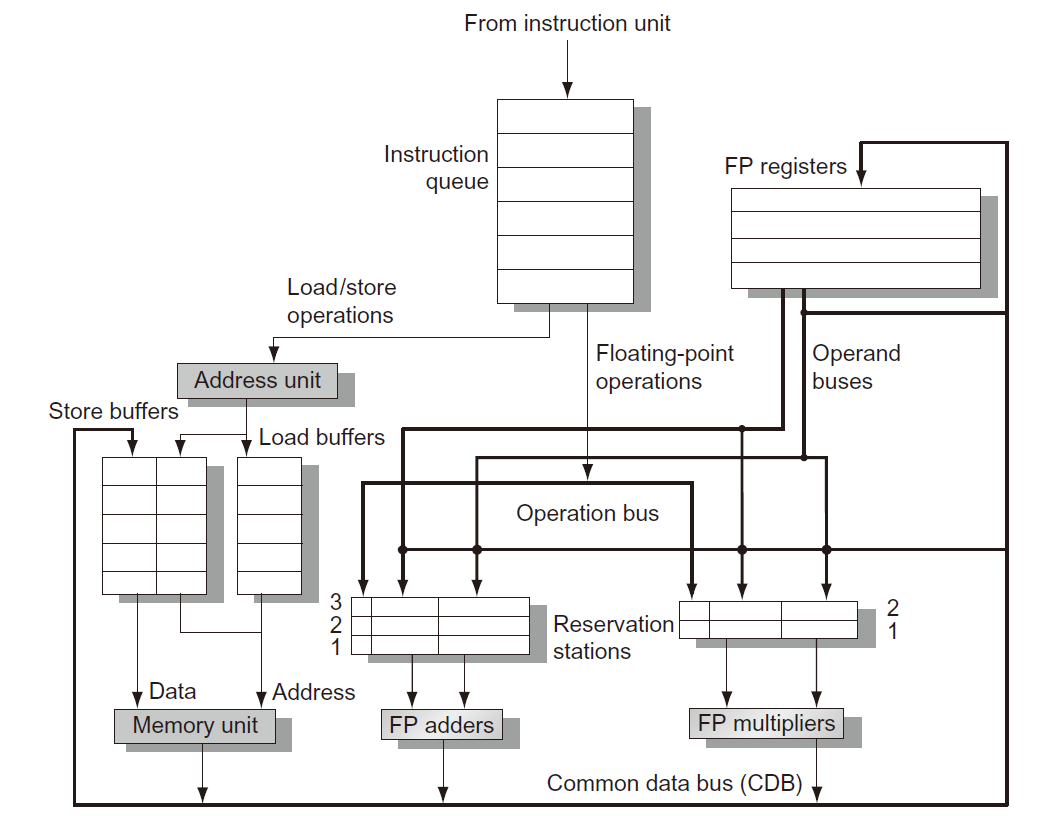 From instruction unit
Instruction
queue
FP registers
Load/store
operations
Floating-point
operations
Operand
buses
Address unit
Store buffers
Load buffers
Operation bus
3
2
1
Reservation
stations
2
1
Data
Address
Memory unit
FP adders
FP multipliers
Common data bus (CDB)